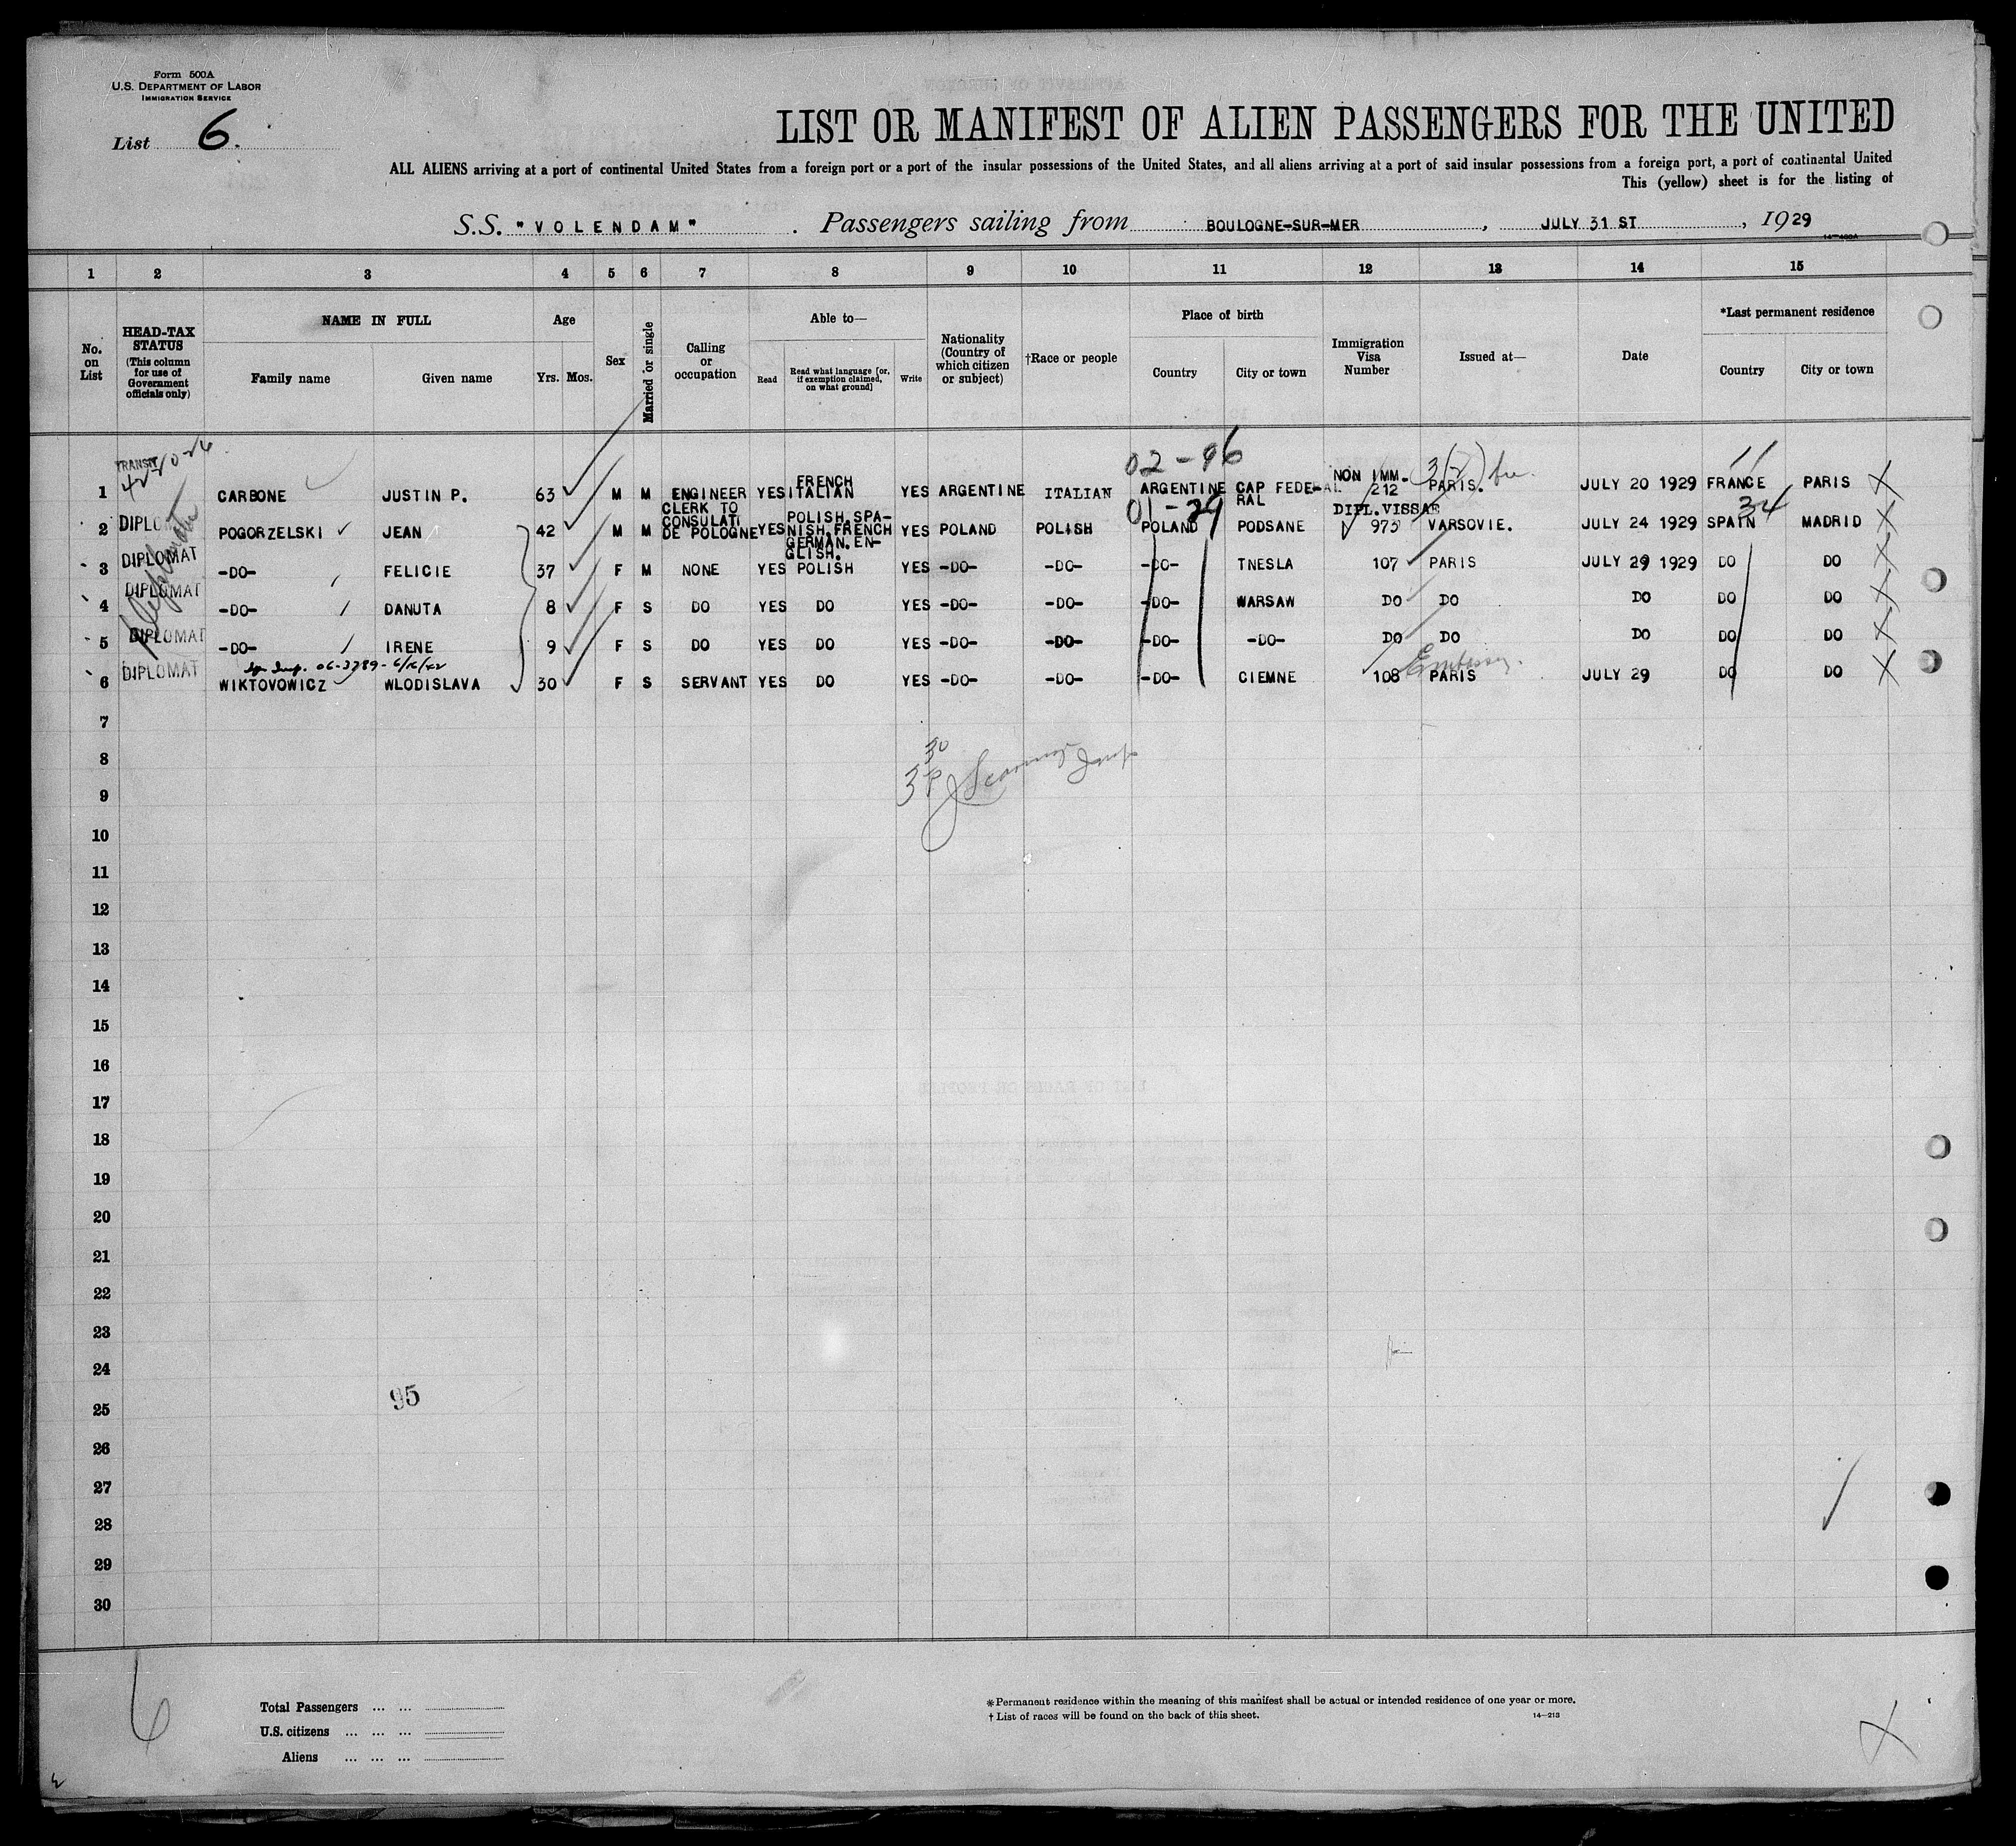 Form 500A
U.S. DEPARTMENT OF LABOR
IMMIGRATION SERVICE
List 6.
LIST OR MANIFEST OF ALIEN PASSENGERS FOR THE UNITED
ALL ALIENS arriving at a port of continental United States from a foreign port or a port of the insular possessions of the United States, and all aliens arriving at a port of said insular possessions from a foreign port, a port of continental United
This (yellow) sheet is for the listing of
S.S. "VOLENDAM" . Passengers sailing from BOULOGNE-SUR-MER , JULY 31 ST , 1929
14—480A
1 2 3 4 5 6 7 8 9 10 11 12 13 14 15
No. on List
HEAD-TAX STATUS (This column for use of Government officials only)
NAME IN FULL
Family name Given name
Age
Yrs. Mos.
Sex
Married or single
Calling or occupation
Able to—
Read Read what language [or, if exemption claimed, on what ground] Write
Nationality (Country of which citizen or subject)
†Race or people
Place of birth
Country City or town
Immigration Visa Number
Issued at—
Date
*Last permanent residence
Country City or town
02-96
1 TRANSIT CARBONE JUSTIN P. 63 M M ENGINEER YES FRENCH ITALIAN YES ARGENTINE ITALIAN ARGENTINE CAP FEDERAL RAL NON IMM. 212 PARIS. 3(2) JULY 20 1929 FRANCE 11 PARIS X
01-24
2 DIPLOMAT POGORZELSKI JEAN 42 M M CLERK TO CONSULAT DE POLOGNE YES POLISH, SPANISH, FRENCH GERMAN, ENGLISH. YES POLAND POLISH POLAND PODSANE DIPL.VISSAE 975 VARSOVIE. JULY 24 1929 SPAIN 34 MADRID X
3 DIPLOMAT -DO- FELICIE 37 F M NONE YES POLISH YES -DO- -DO- -DO- TNESLA 107 PARIS JULY 29 1929 DO DO X
4 DIPLOMAT -DO- DANUTA 8 F S DO YES DO YES -DO- -DO- -DO- WARSAW DO DO DO DO DO X
5 DIPLOMAT -DO- IRENE 9 F S DO YES DO YES -DO- -DO- -DO- -DO- DO DO DO DO DO X
06-3789-6/16/42
6 DIPLOMAT WIKTOVOWICZ WLODISLAVA 30 F S SERVANT YES DO YES -DO- -DO- -DO- CIEMNE 108 Embassy. PARIS JULY 29 DO DO X
7
8
9
10
11
12
13
14
15
16
17
18
19
20
21
22
23
24
95
25
26
27
28
29
30
6
Total Passengers ... ...
U.S. citizens ... ... ...
Aliens ... ... ...
*Permanent residence within the meaning of this manifest shall be actual or intended residence of one year or more.
† List of races will be found on the back of this sheet.
14—213
X